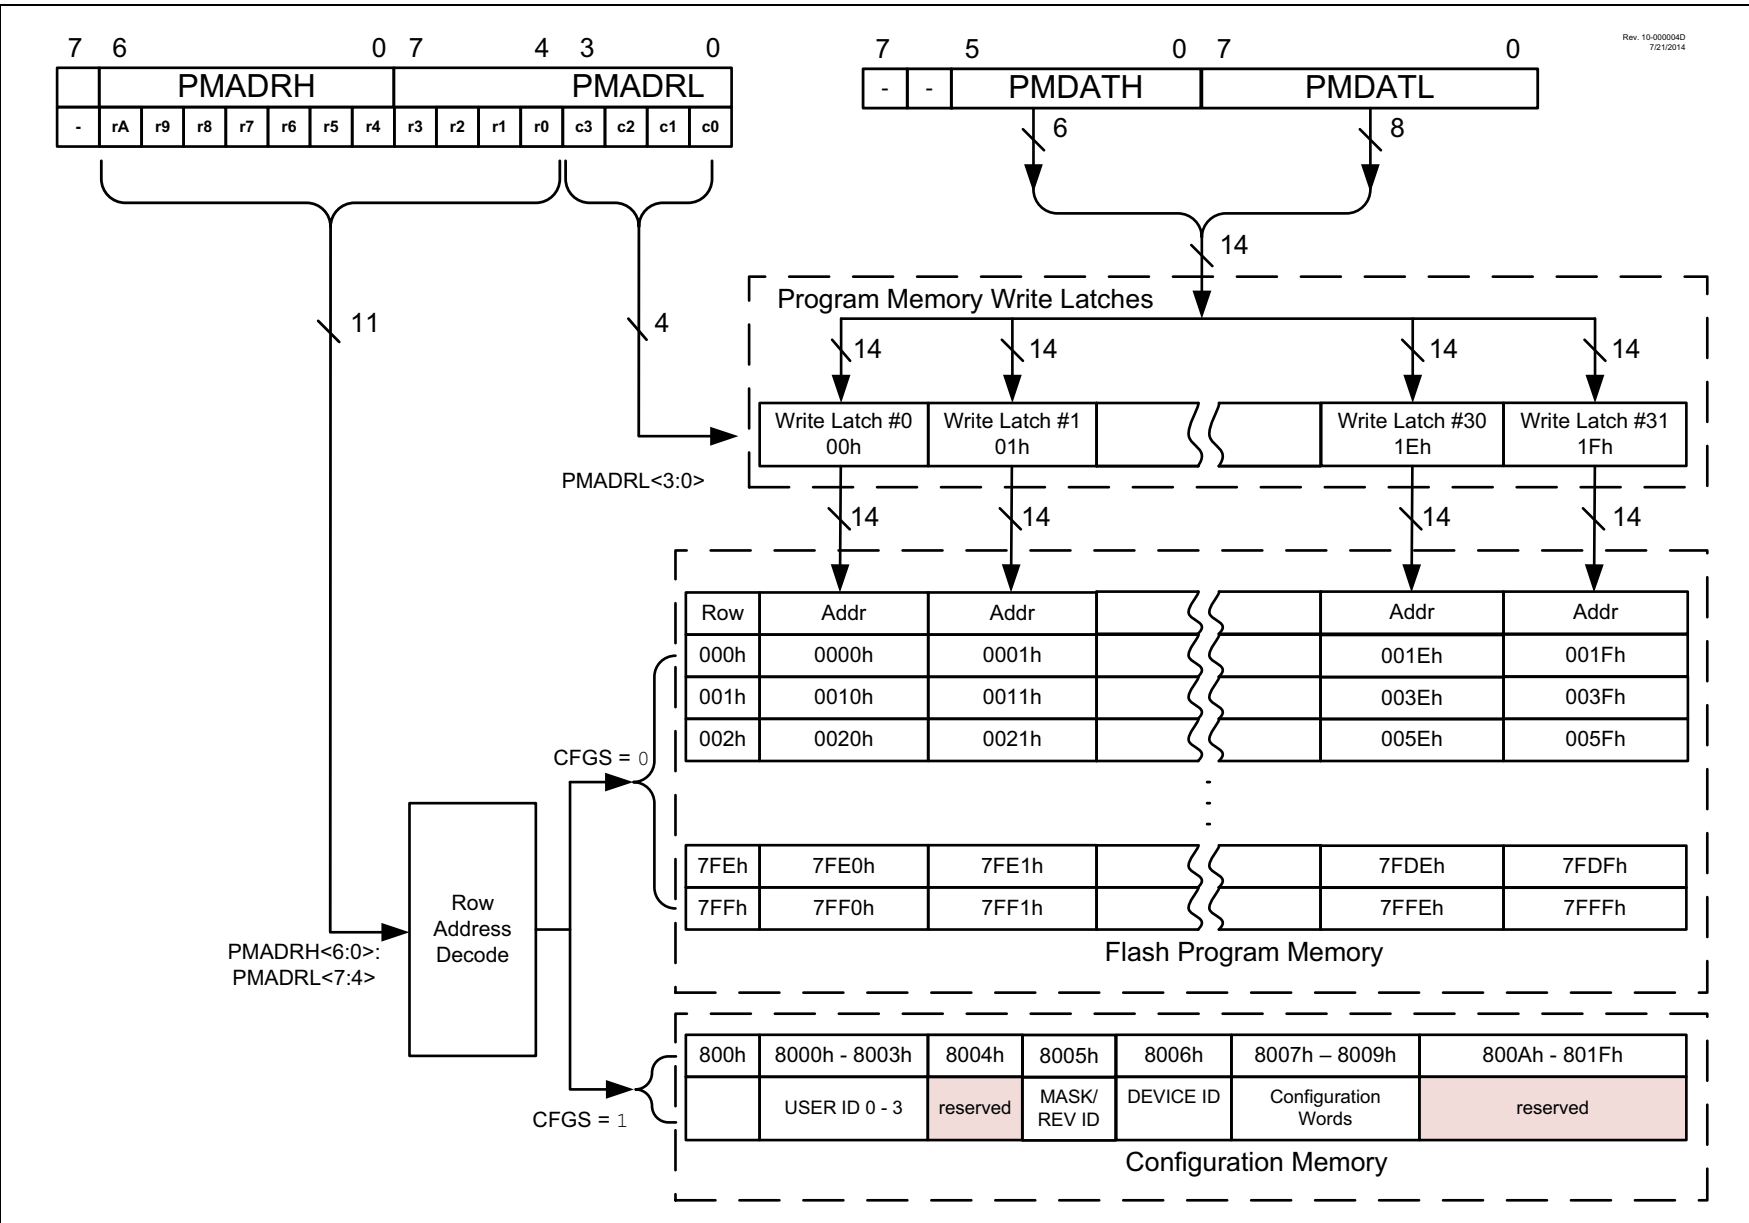 Rev. 10-000004D
7/21/2014
7 6 0 7 4 3 0
PMADRH PMADRL
- rA r9 r8 r7 r6 r5 r4 r3 r2 r1 r0 c3 c2 c1 c0
7 5 0 7 0
- - PMDATH PMDATL
6 8
14
11 4
Program Memory Write Latches
14 14 14 14
Write Latch #0 Write Latch #1 Write Latch #30 Write Latch #31
00h 01h 1Eh 1Fh
PMADRL<3:0>
14 14 14 14
Row Addr Addr Addr Addr
000h 0000h 0001h 001Eh 001Fh
001h 0010h 0011h 003Eh 003Fh
002h 0020h 0021h 005Eh 005Fh
CFGS = 0
7FEh 7FE0h 7FE1h 7FDEh 7FDFh
7FFh 7FF0h 7FF1h 7FFEh 7FFFh
Flash Program Memory
Row
Address
Decode
PMADRH<6:0>:
PMADRL<7:4>
800h 8000h - 8003h 8004h 8005h 8006h 8007h – 8009h 800Ah - 801Fh
USER ID 0 - 3 reserved MASK/ DEVICE ID Configuration reserved
REV ID Words
CFGS = 1
Configuration Memory